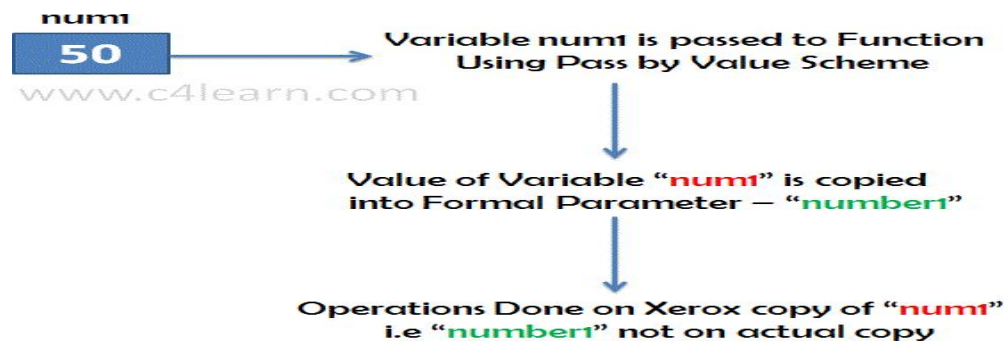 num1
50
Variable num1 is passed to Function
Using Pass by Value Scheme
www.c4learn.com
Value of Variable “num1” is copied
into Formal Parameter – “number1”
Operations Done on Xerox copy of “num1”
i.e “number1” not on actual copy